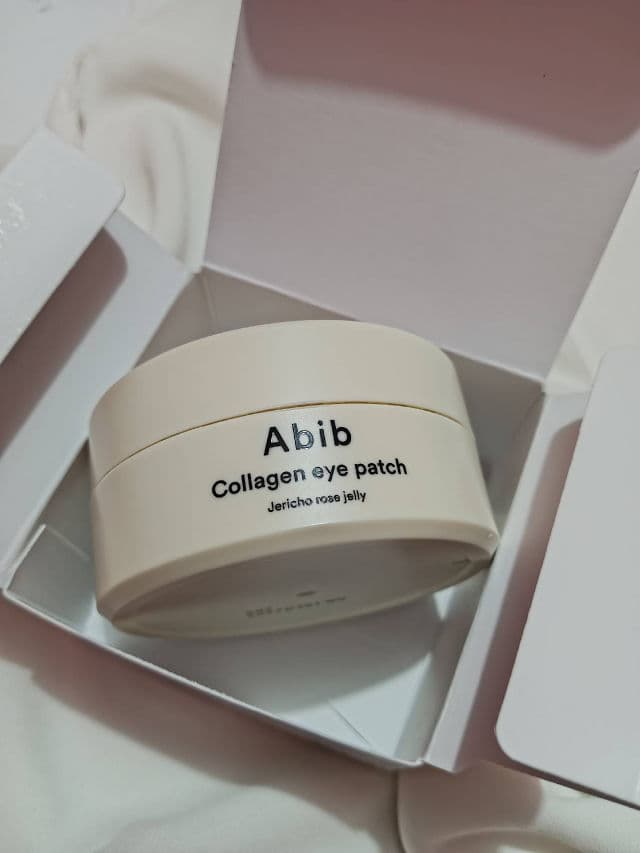 Abib
Collagen eye patch
Jericho rose jelly